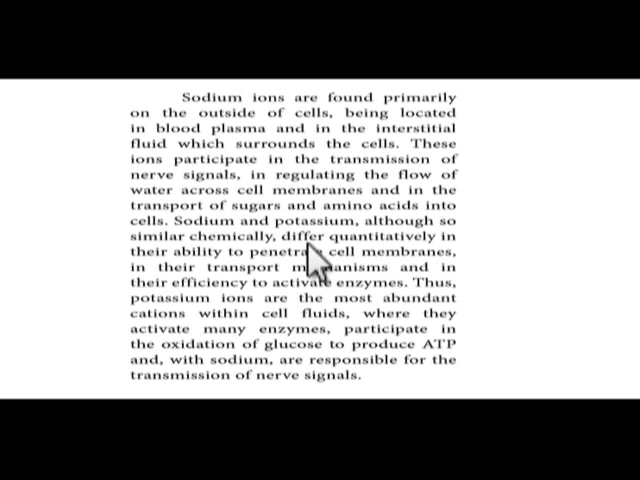 Sodium ions are found primarily
on the outside of cells, being located
in blood plasma and in the interstitial
fluid which surrounds the cells. These
ions participate in the transmission of
nerve signals, in regulating the flow of
water across cell membranes and in the
transport of sugars and amino acids into
cells. Sodium and potassium, although so
similar chemically, differ quantitatively in
their ability to penetrate cell membranes,
in their transport mechanisms and in
their efficiency to activate enzymes. Thus,
potassium ions are the most abundant
cations within cell fluids, where they
activate many enzymes, participate in
the oxidation of glucose to produce ATP
and, with sodium, are responsible for the
transmission of nerve signals.